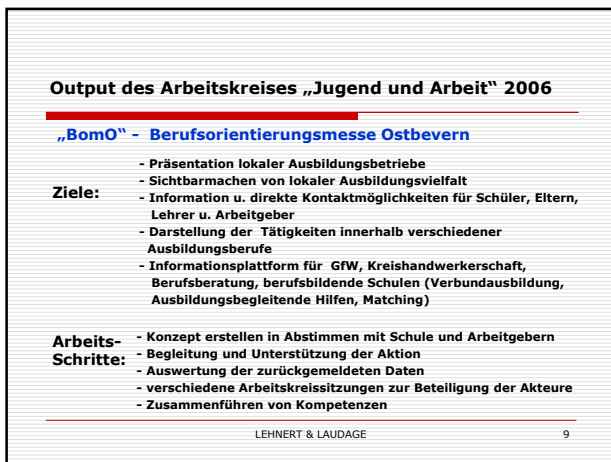 Output des Arbeitskreises „Jugend und Arbeit“ 2006
„BomO“ – Berufsorientierungsmesse Ostbevern
Ziele:
- Präsentation lokaler Ausbildungsbetriebe
- Sichtbarmachen von lokaler Ausbildungsvielfalt
- Information u. direkte Kontaktmöglichkeiten für Schüler, Eltern,
Lehrer u. Arbeitgeber
- Darstellung der Tätigkeiten innerhalb verschiedener
Ausbildungsberufe
- Informationsplattform für GfW, Kreishandwerkerschaft,
Berufsberatung, berufsbildende Schulen (Verbundausbildung,
Ausbildungsbegleitende Hilfen, Matching)
Arbeits-
Schritte:
- Konzept erstellen in Abstimmen mit Schule und Arbeitgebern
- Begleitung und Unterstützung der Aktion
- Auswertung der zurückgemeldeten Daten
- verschiedene Arbeitskreissitzungen zur Beteiligung der Akteure
- Zusammenführen von Kompetenzen
LEHNERT & LAUDAGE 9